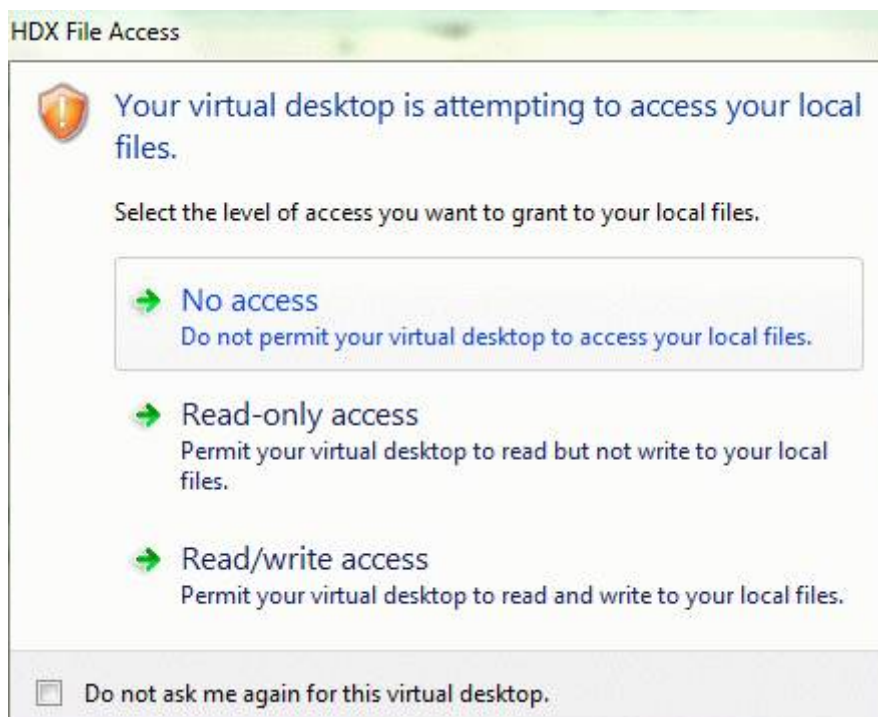 HDX File Access
Your virtual desktop is attempting to access your local
files.
Select the level of access you want to grant to your local files.
No access
Do not permit your virtual desktop to access your local files.
Read-only access
Permit your virtual desktop to read but not write to your local
files.
Read/write access
Permit your virtual desktop to read and write to your local files.
Do not ask me again for this virtual desktop.